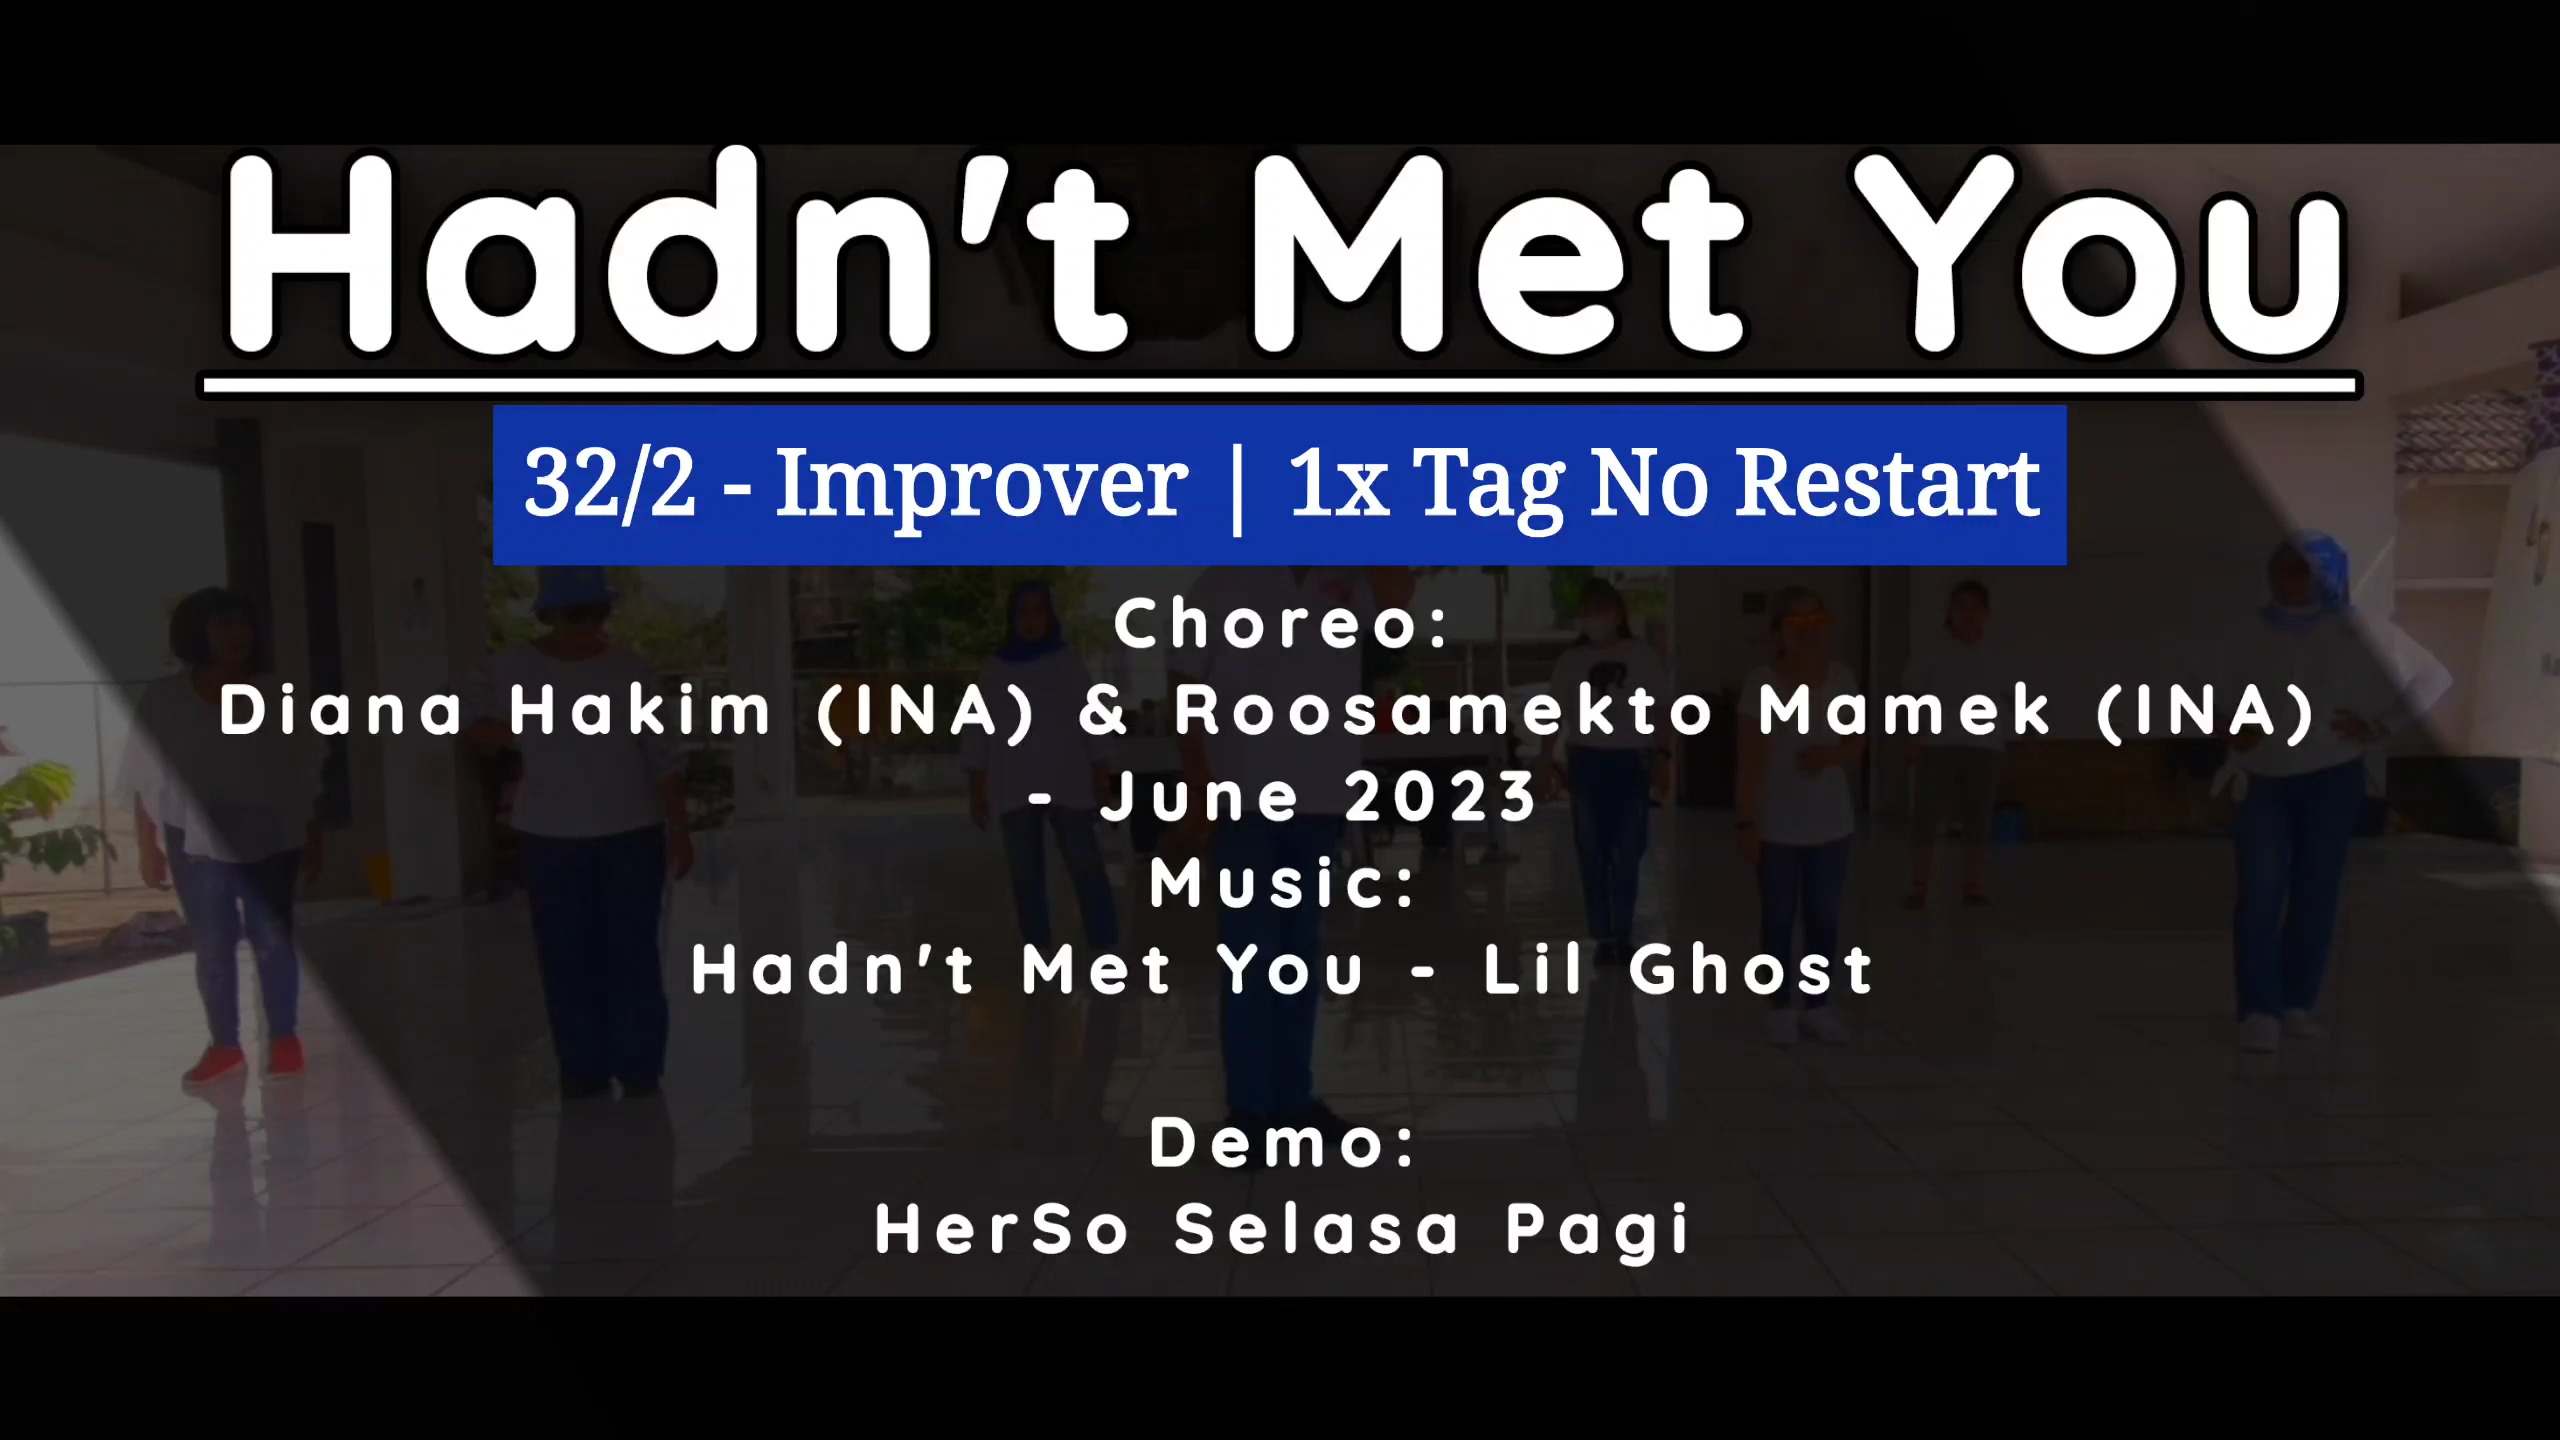 Hadn't Met You
32/2 - Improver | 1x Tag No Restart
Choreo:
Diana Hakim (INA) & Roosamekto Mamek (INA)
- June 2023
Music:
Hadn't Met You - Lil Ghost
Demo:
HerSo Selasa Pagi